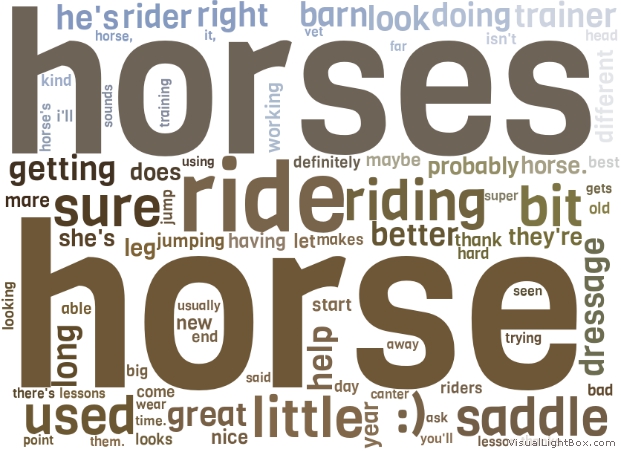 he's rider right barn look doing trainer
horse, it, vet far isn't head
horses
kind
horse's
i'll
sounds
training
working
different
getting does using definitely maybe probably horse. best
mare sure jump ride riding super bit gets old
she's leg jumping having let makes better thank hard they're
dressage
horse
looking
able
long
usually
new
end
start
help
away
seen
trying
big
there's lessons come said day canter riders bad
wear
used time. great little year :) ask saddle
point them. looks nice you'll
VisualLightBox.com